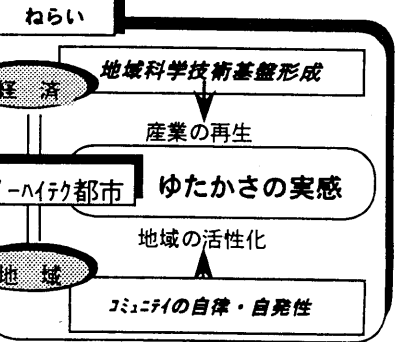 ねらい
地域科学技術基盤形成
経済
産業の再生
ーハイテク都市
ゆたかさの実感
地域の活性化
地域
コミュニティの自律・自発性